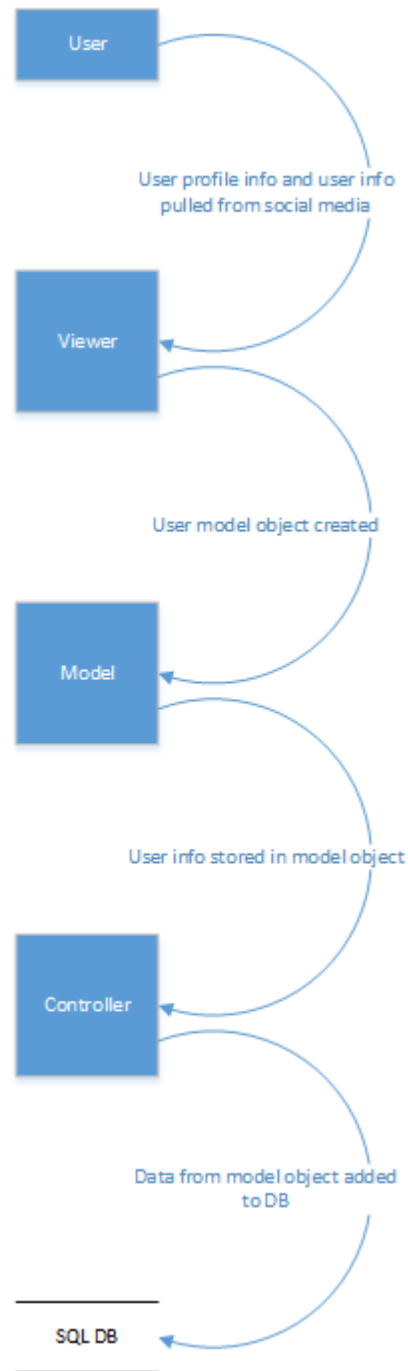 User
User profile info and user info
pulled from social media
Viewer
User model object created
Model
User info stored in model object
Controller
Data from model object added
to DB
SQL DB